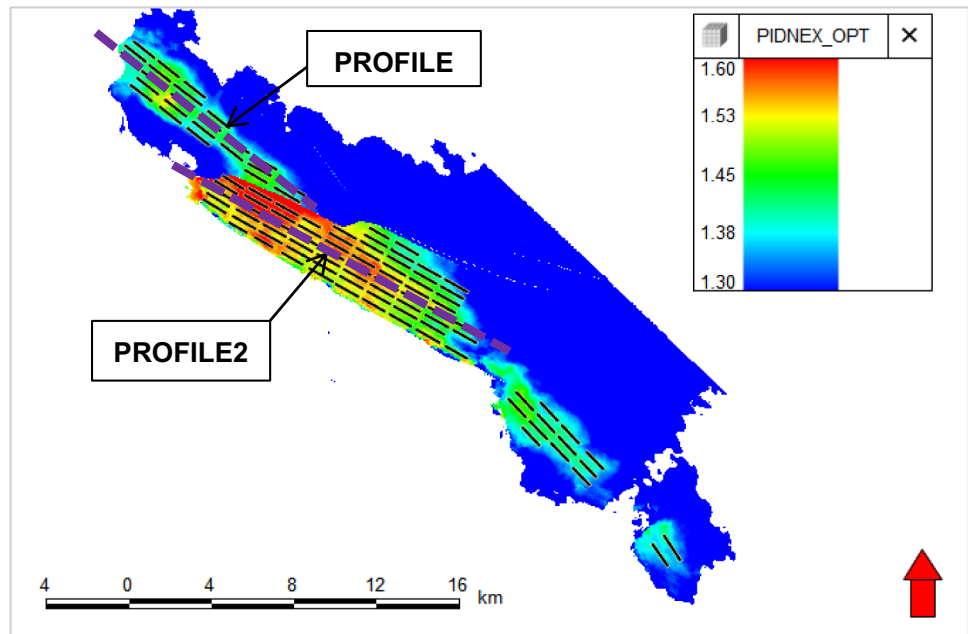 PROFILE
PIDNEX_OPT
1.60
1.53
1.45
1.38
1.30
PROFILE2
4 0 4 8 12 16 km